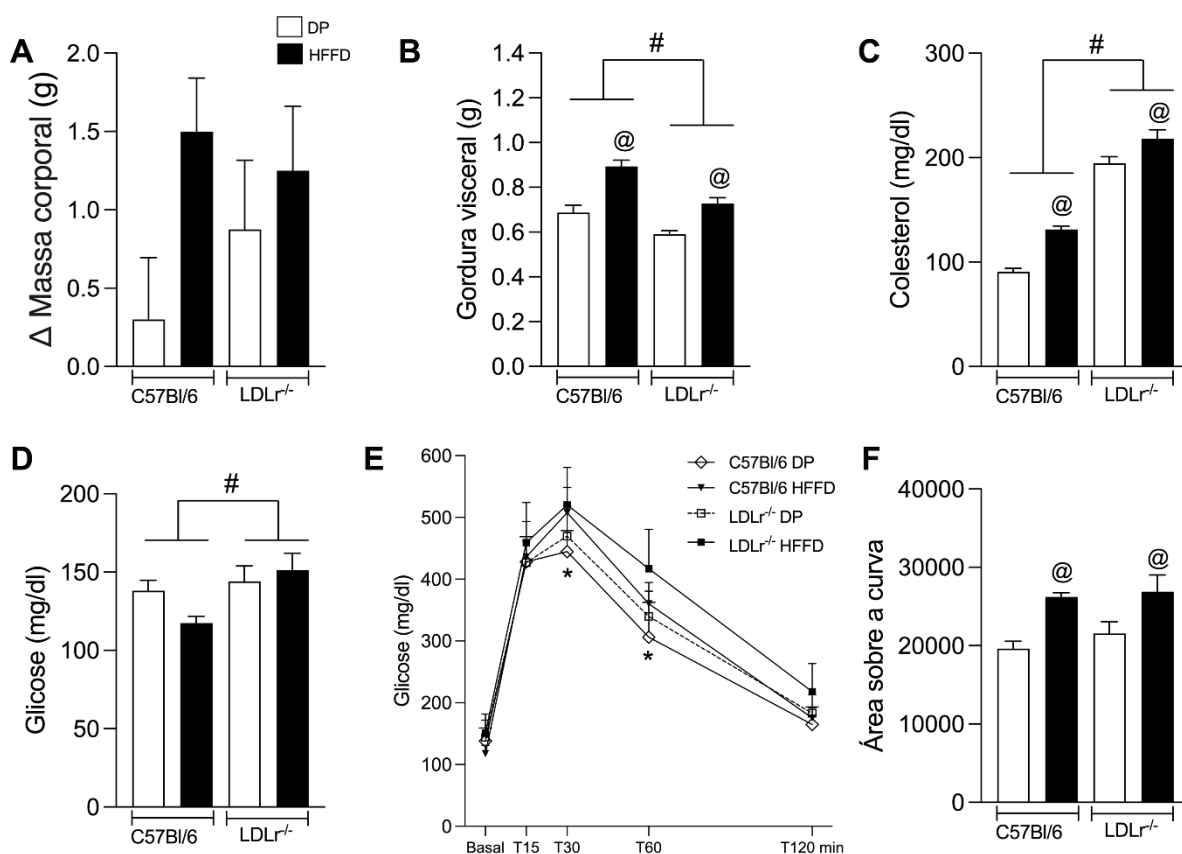 DP
HFFD
A
Δ Massa corporal (g)
2.0
1.5
1.0
0.5
0.0
C57Bl/6
LDLr-/-
B
Gordura visceral (g)
1.4
1.2
1.0
0.8
0.6
0.4
0.2
0.0
#
@
@
C57Bl/6
LDLr-/-
C
Colesterol (mg/dl)
300
200
100
0
#
@
@
C57Bl/6
LDLr-/-
D
Glicose (mg/dl)
200
150
100
50
0
#
C57Bl/6
LDLr-/-
E
Glicose (mg/dl)
600
500
400
300
200
100
0
C57Bl/6 DP
C57Bl/6 HFFD
LDLr-/- DP
LDLr-/- HFFD
*
*
Basal T15 T30 T60 T120 min
F
Área sobre a curva
40000
30000
20000
10000
0
@
@
C57Bl/6
LDLr-/-